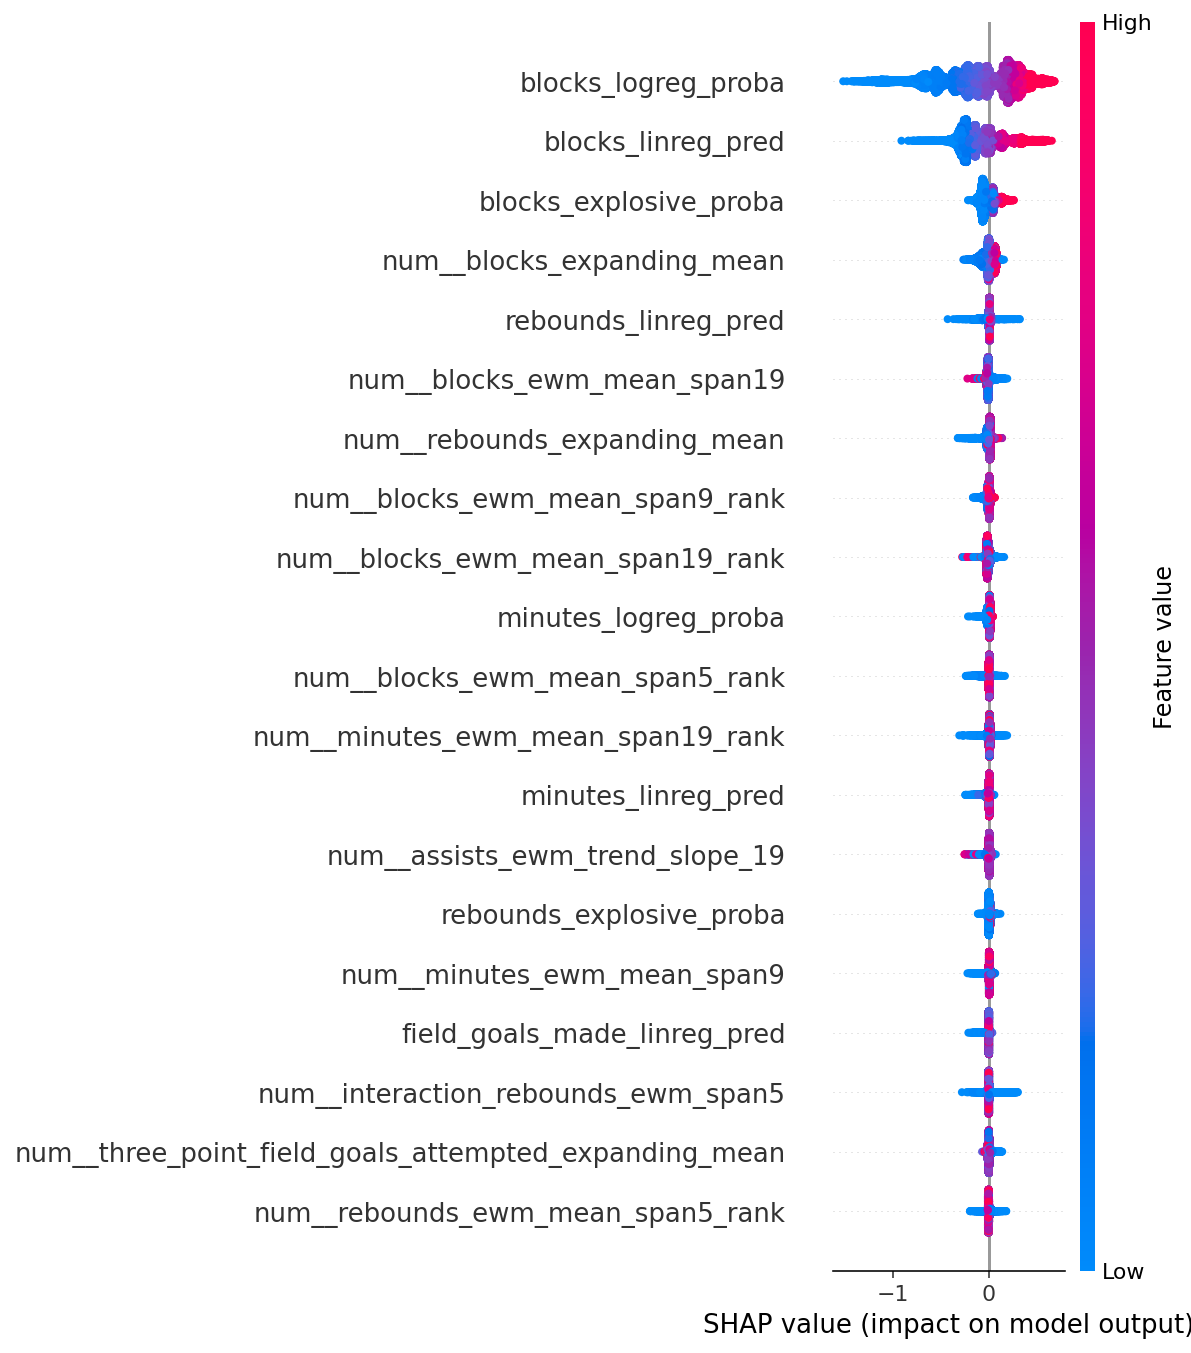 High
blocks_logreg_proba
blocks_linreg_pred
blocks_explosive_proba
num__blocks_expanding_mean
rebounds_linreg_pred
num__blocks_ewm_mean_span19
num__rebounds_expanding_mean
num__blocks_ewm_mean_span9_rank
num__blocks_ewm_mean_span19_rank
minutes_logreg_proba
num__blocks_ewm_mean_span5_rank
num__minutes_ewm_mean_span19_rank
minutes_linreg_pred
num__assists_ewm_trend_slope_19
rebounds_explosive_proba
num__minutes_ewm_mean_span9
field_goals_made_linreg_pred
num__interaction_rebounds_ewm_span5
num__three_point_field_goals_attempted_expanding_mean
num__rebounds_ewm_mean_span5_rank
Feature value
Low
−1 0
SHAP value (impact on model output)